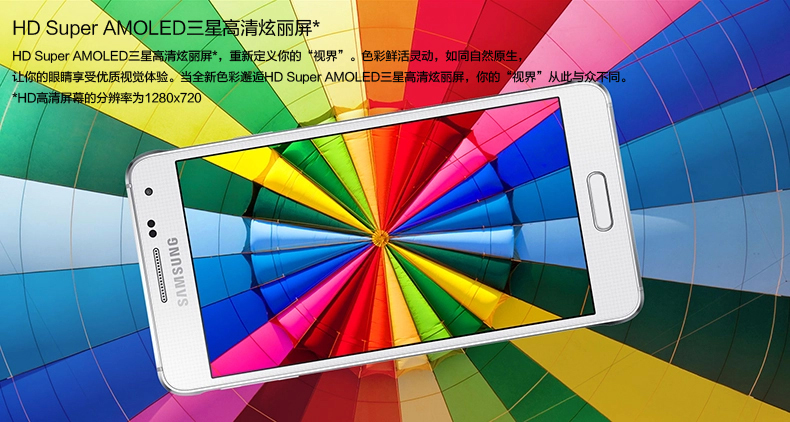 HD Super AMOLED三星高清炫丽屏*
HD Super AMOLED三星高清炫丽屏*，重新定义你的“视界”。色彩鲜活灵动，如同自然原生，
让你的眼睛享受优质视觉体验。当全新色彩邂逅HD Super AMOLED三星高清炫丽屏，你的“视界”从此与众不同。
*HD高清屏幕的分辨率为1280x720
SAMSUNG